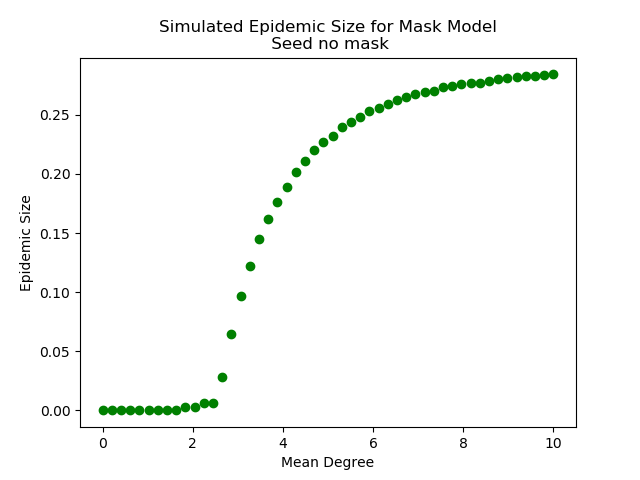 Simulated Epidemic Size for Mask Model
Seed no mask
0.25
0.20
0.15
0.10
0.05
0.00
Epidemic Size
0 2 4 6 8 10
Mean Degree